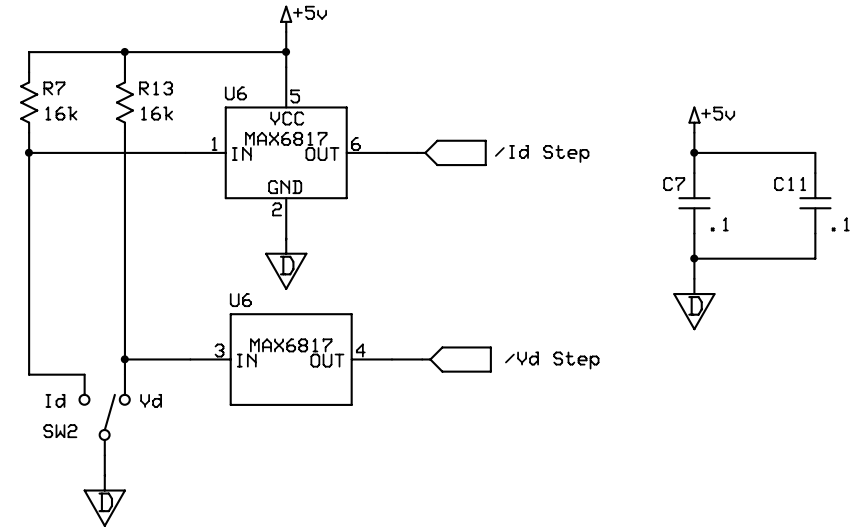 +5v
R7
16k
R13
16k
U6
5
VCC
MAX6817
1
IN
OUT
6
/Id Step
GND
2
D
+5v
C7
.1
C11
.1
D
U6
MAX6817
3
IN
OUT
4
/Vd Step
Id
Vd
SW2
D